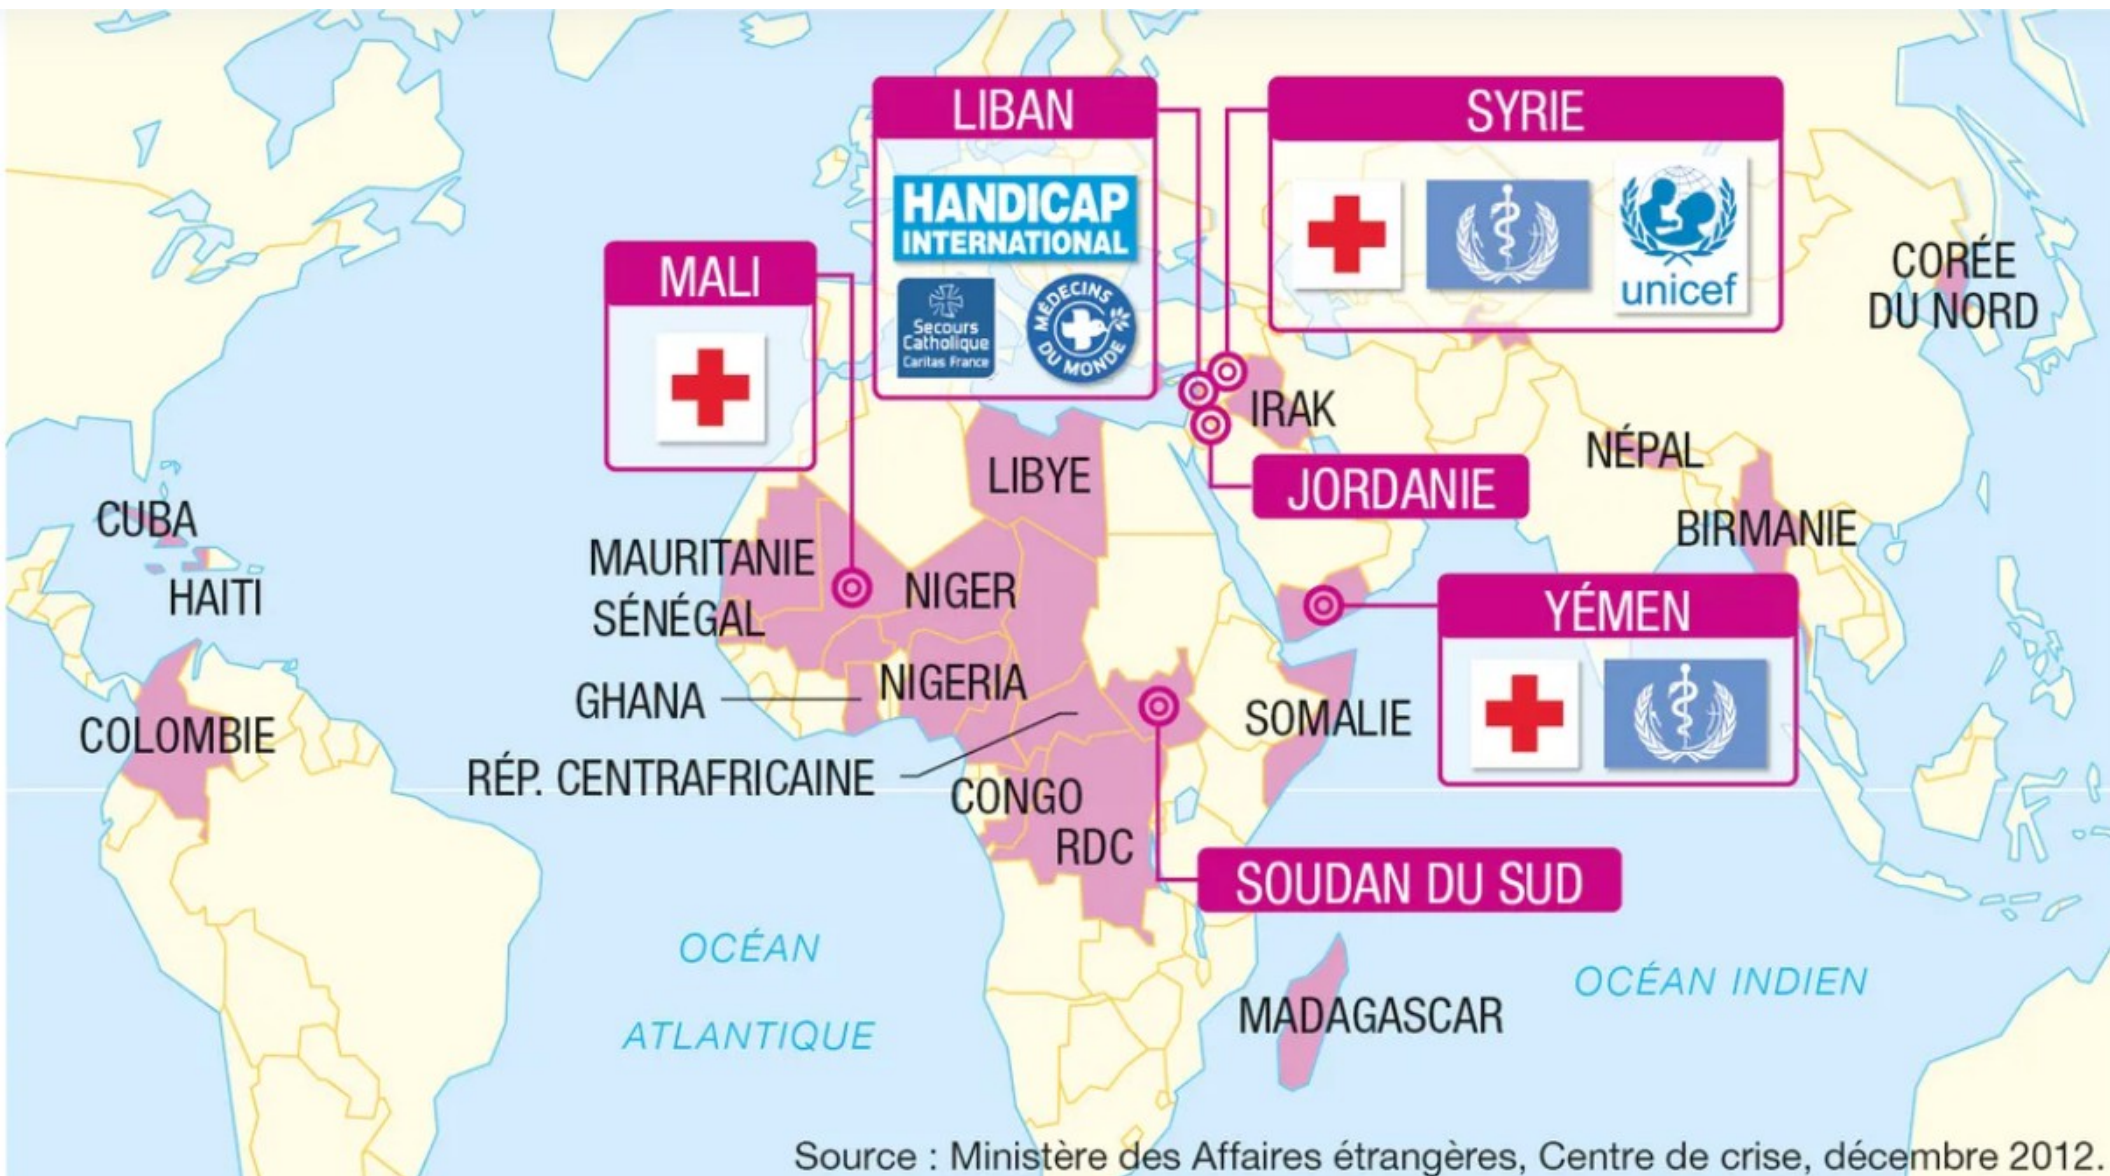 LIBAN
HANDICAP
INTERNATIONAL
Secours
Catholique
Caritas France
MÉDECINS
DU MONDE
SYRIE
unicef
MALI
CORÉE
DU NORD
IRAK
JORDANIE
NÉPAL
BIRMANIE
LIBYE
CUBA
HAITI
MAURITANIE
SÉNÉGAL
NIGER
YÉMEN
GHANA
NIGERIA
COLOMBIE
RÉP. CENTRAFRICAINE
SOMALIE
CONGO
RDC
SOUDAN DU SUD
OCÉAN
ATLANTIQUE
MADAGASCAR
OCÉAN INDIEN
Source : Ministère des Affaires étrangères, Centre de crise, décembre 2012.